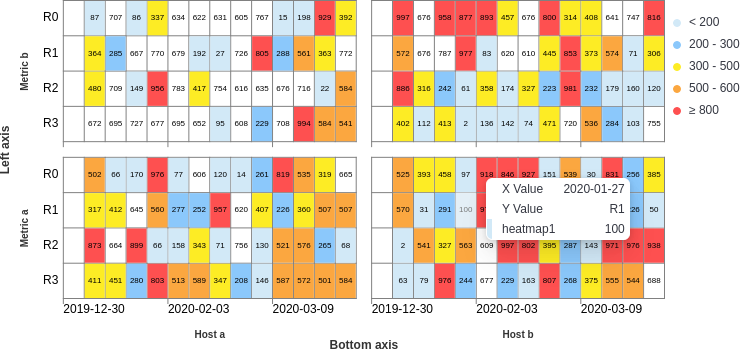 R0 87 707 86 337 634 622 631 605 767 15 198 929 392 997 676 958 877 893 457 676 800 314 408 641 747 816
R1 364 285 667 770 679 192 27 726 805 288 561 363 772 572 676 787 977 83 620 610 445 853 373 574 71 306
R2 480 709 149 956 783 417 754 616 635 676 716 22 584 886 316 242 61 358 174 327 223 981 232 179 160 120
R3 672 695 727 677 695 652 95 608 229 708 994 584 541 402 112 413 2 136 142 74 471 720 536 284 103 755
Metric b
< 200
200 - 300
300 - 500
500 - 600
≥ 800
Left axis
R0 502 66 170 976 77 606 120 14 261 819 535 319 665 525 393 458 97 918 846 927 151 539 30 831 256 385
R1 317 412 645 560 277 252 957 620 407 226 360 507 507 570 31 291 100 50
R2 873 664 899 66 158 343 71 756 130 521 576 265 68 2 541 327 563 609 997 802 395 287 143 971 976 938
R3 411 451 280 803 513 589 347 208 146 587 572 501 584 63 79 976 244 677 229 163 807 268 375 555 544 688
Metric a
X Value 2020-01-27
Y Value R1
heatmap1 100
2019-12-30 2020-02-03 2020-03-09 2019-12-30 2020-02-03 2020-03-09
Host a Host b
Bottom axis